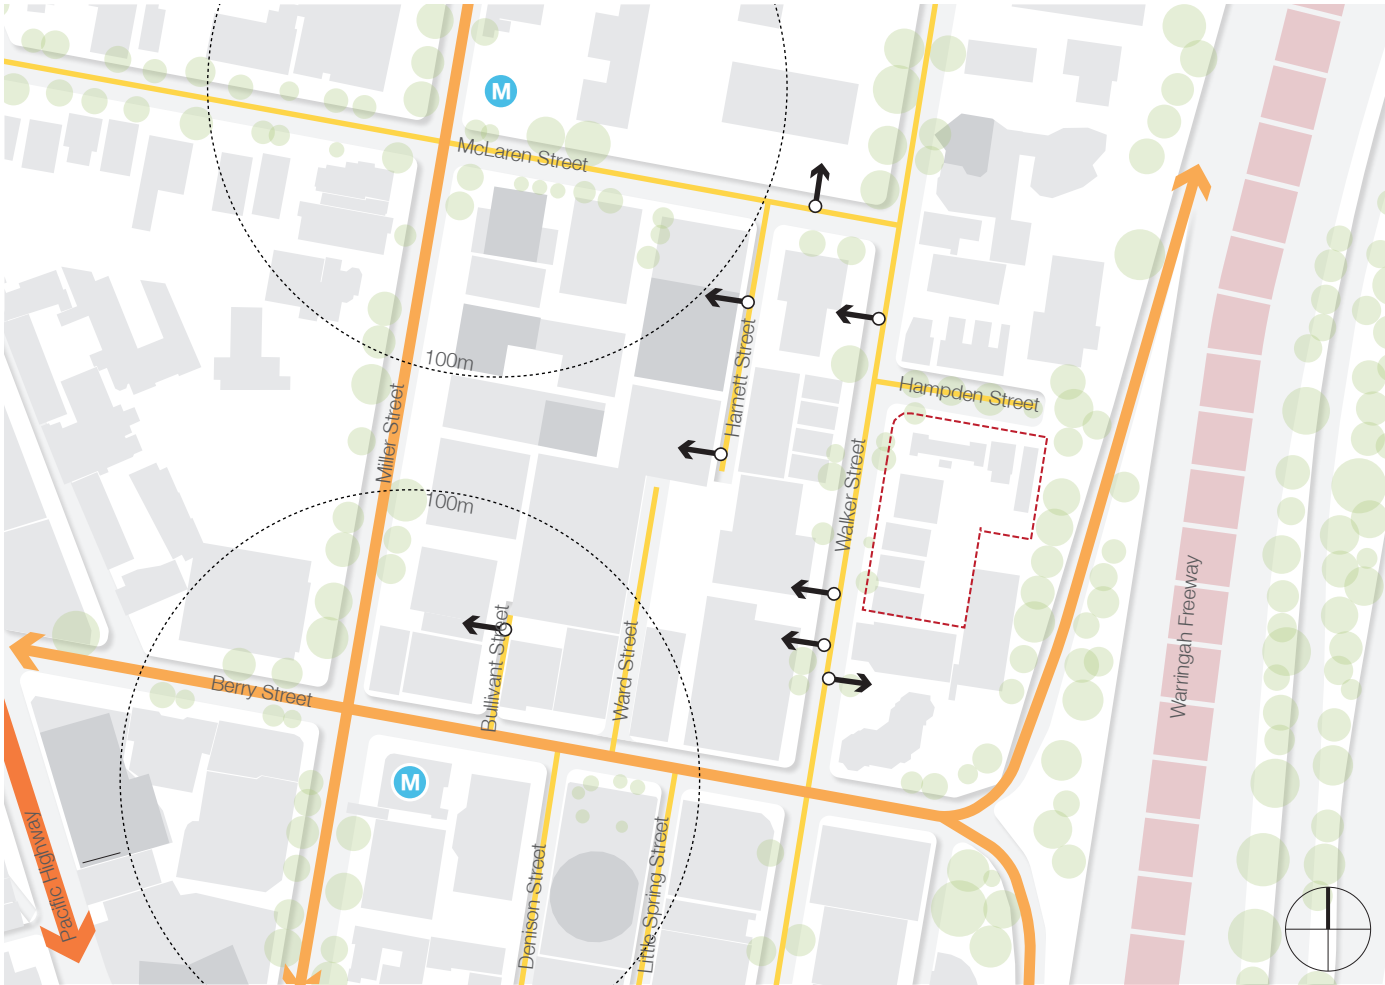 M
McLaren Street
100m
Harnett Street
Miller Street
Hampden Street
100m
Walker Street
Warringah Freeway
Bullivant Street
Ward Street
Berry Street
M
Pacific Highway
Denison Street
Little Spring Street